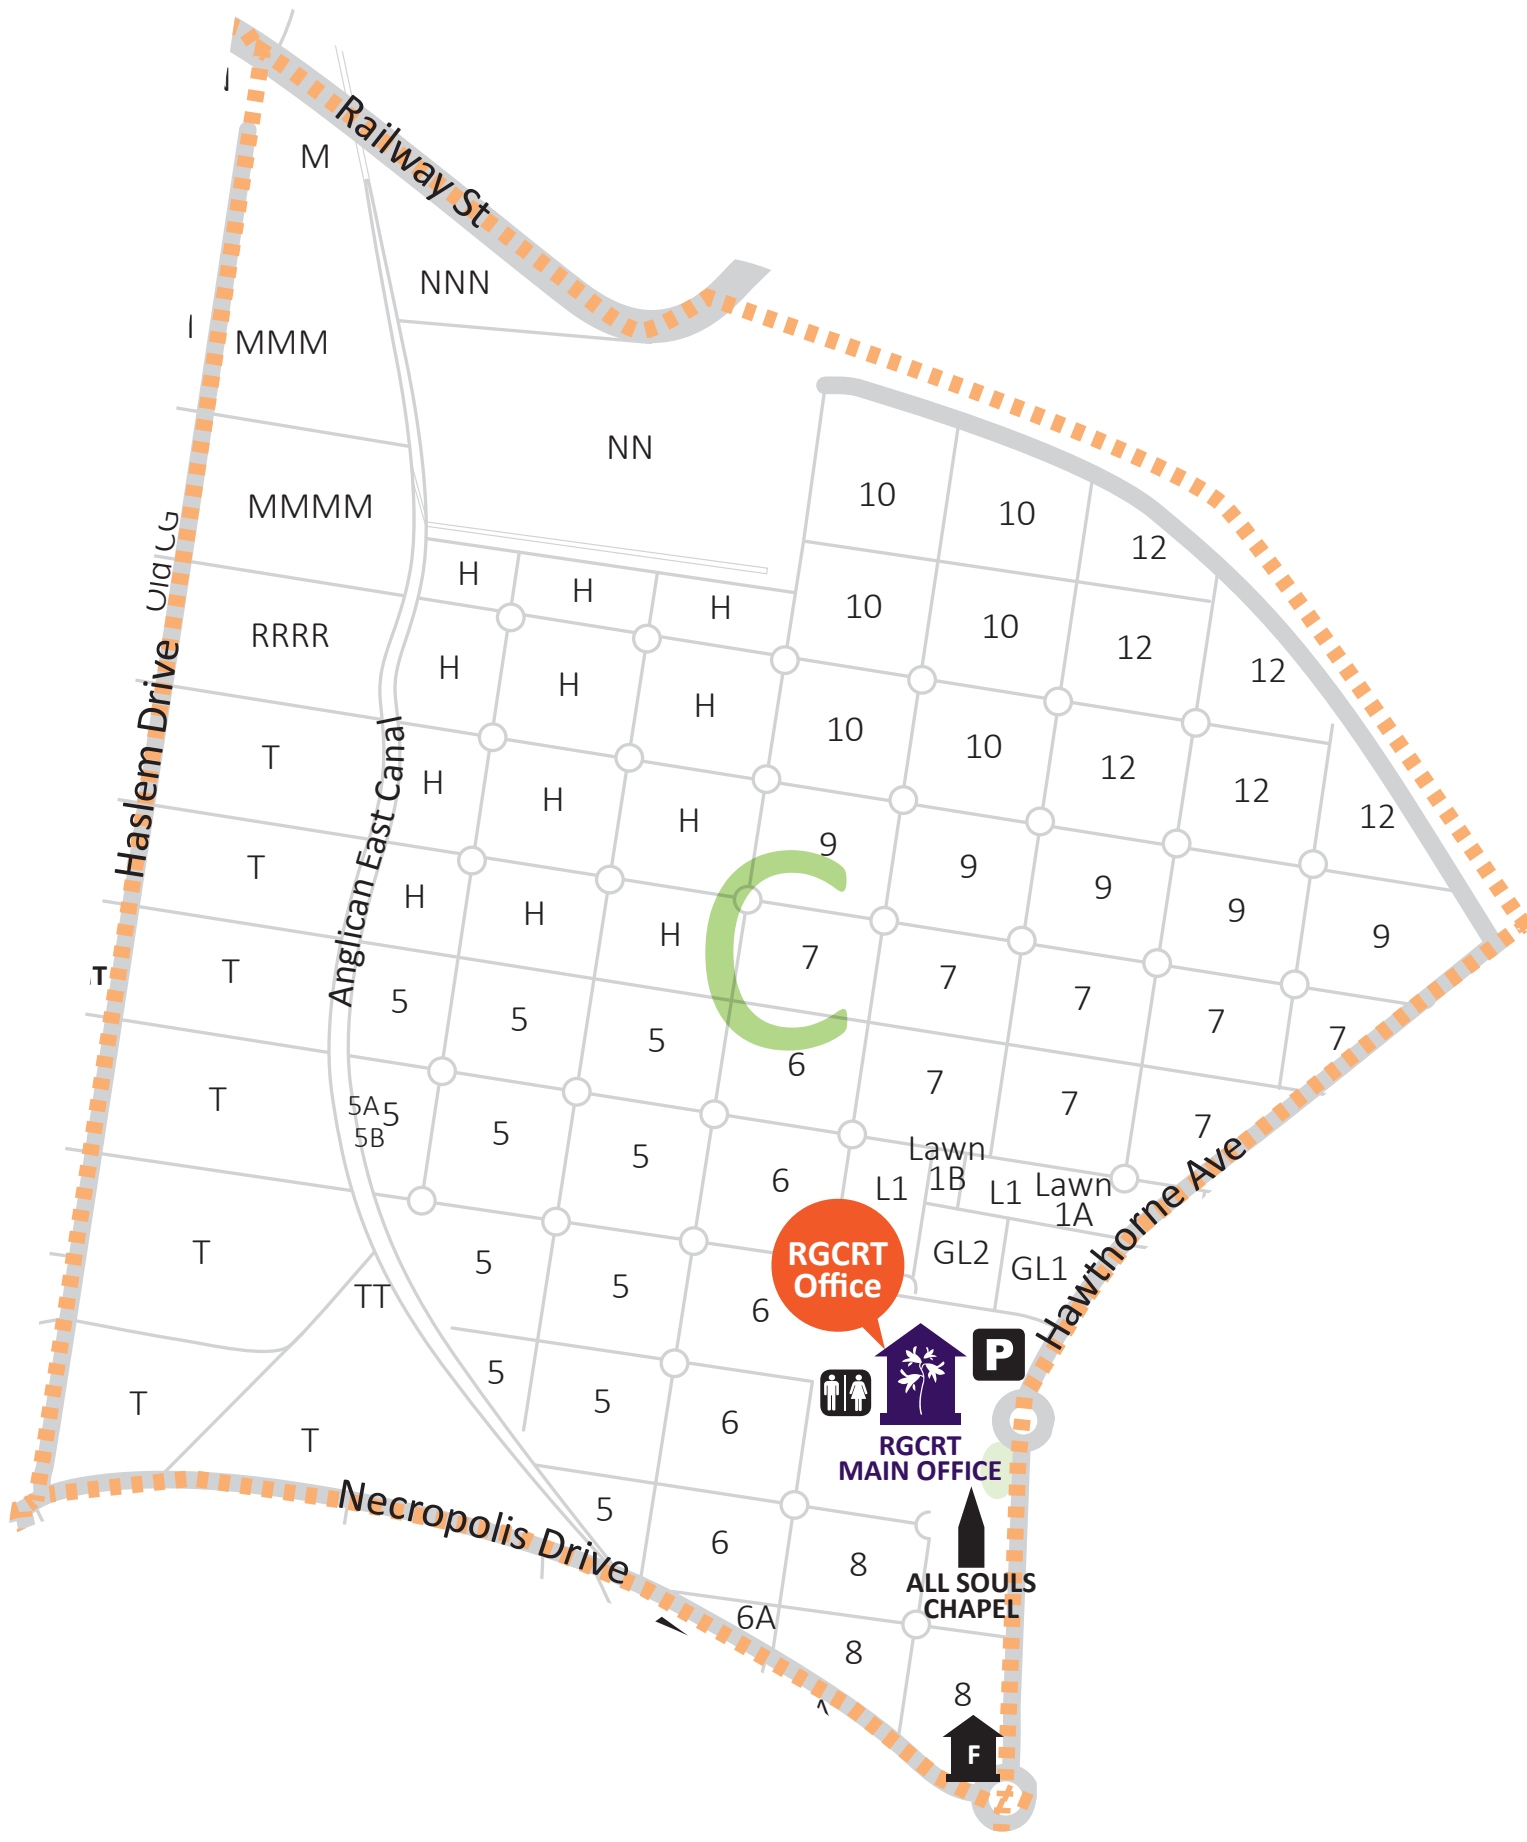 Railway St
M
NNN
MMM
NN
MMMM
10
10
12
H
H
H
10
10
12
12
RRRR
H
H
H
10
10
12
12
12
Haslem Drive
Anglican East Canal
T
H
H
H
9
9
9
9
9
T
H
H
H
7
7
7
7
7
C
T
T
5
5
5
6
7
7
7
T
5A
5
5B
5
5
6
L1
Lawn
1B
L1
Lawn
1A
GL2
GL1
Hawthorne Ave
T
TT
5
5
6
RGCRT
Office
P
T
T
5
5
6
RGCRT
MAIN OFFICE
Necropolis Drive
5
6
8
ALL SOULS
CHAPEL
6A
8
8
F